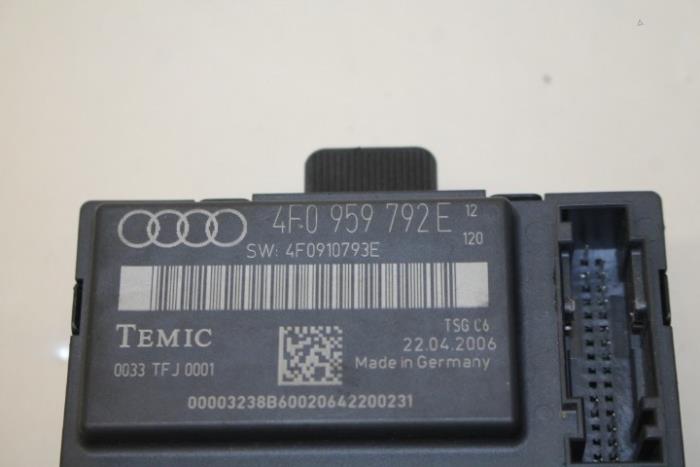 4F0 959 792 E 12
120
SW: 4F0910793E
TEMIC
TSG C6
22.04.2006
0033 TFJ 0001
Made in Germany
00003238B60020642200231